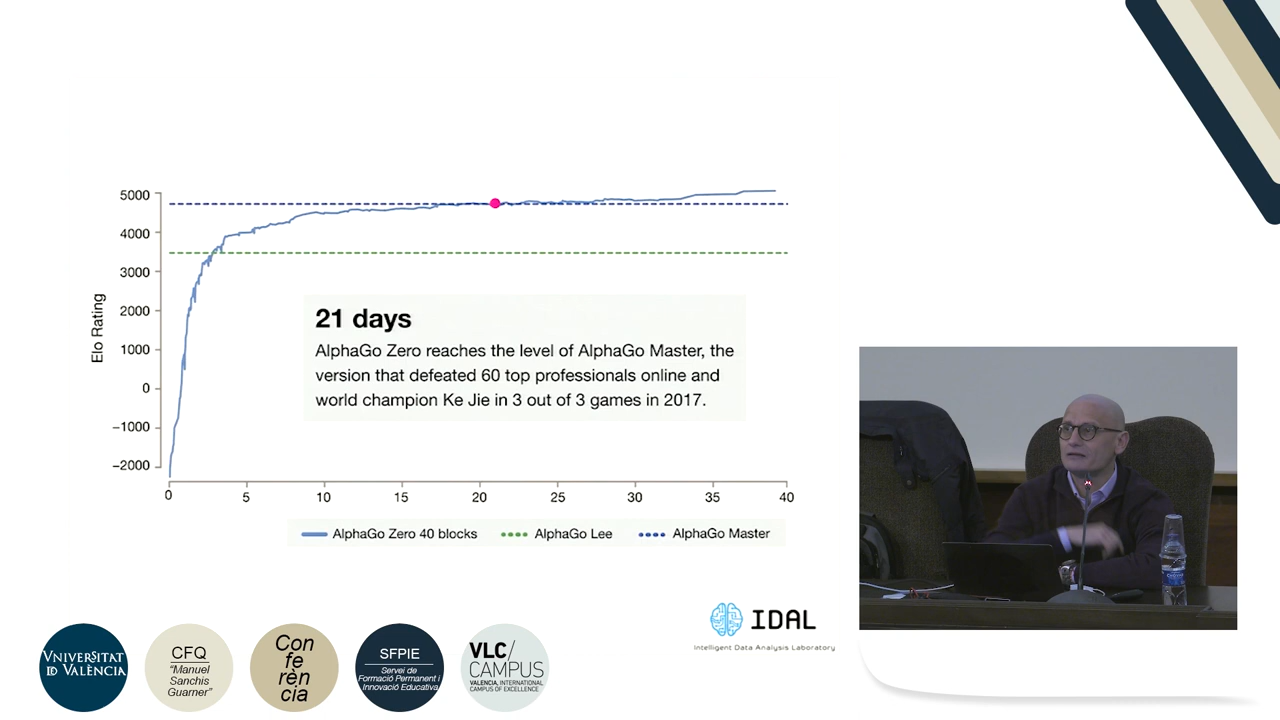 5000
4000
3000
2000
1000
0
−1000
−2000
Elo Rating
0 5 10 15 20 25 30 35 40
21 days
AlphaGo Zero reaches the level of AlphaGo Master, the
version that defeated 60 top professionals online and
world champion Ke Jie in 3 out of 3 games in 2017.
AlphaGo Zero 40 blocks AlphaGo Lee AlphaGo Master
IDAL
Intelligent Data Analysis Laboratory
VNIVERSITAT
D VALÈNCIA
CFQ
“Manuel
Sanchis
Guarner”
Con
fe
rèn
cia
SFPIE
Servei de
Formació Permanent i
Innovació Educativa
VLC/
CAMPUS
VALENCIA, INTERNATIONAL
CAMPUS OF EXCELLENCE